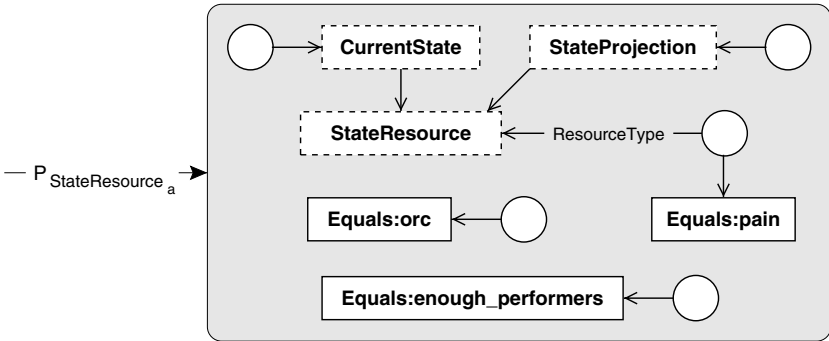 CurrentState
StateProjection
StateResource
ResourceType
P StateResource a
Equals:orc
Equals:pain
Equals:enough_performers